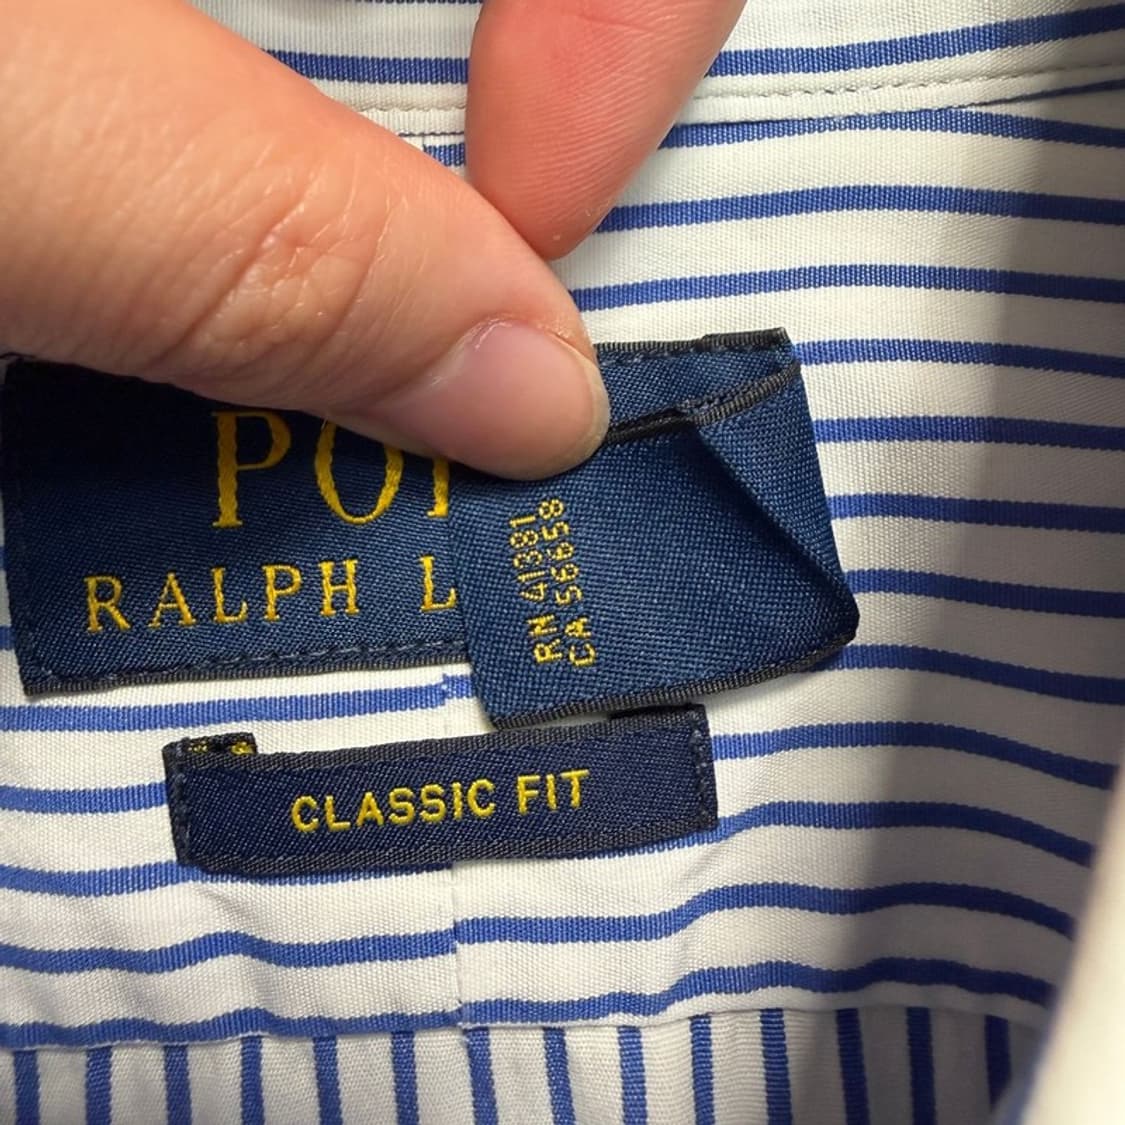 PO
RALPH L
RN 41381
CA 56658
CLASSIC FIT